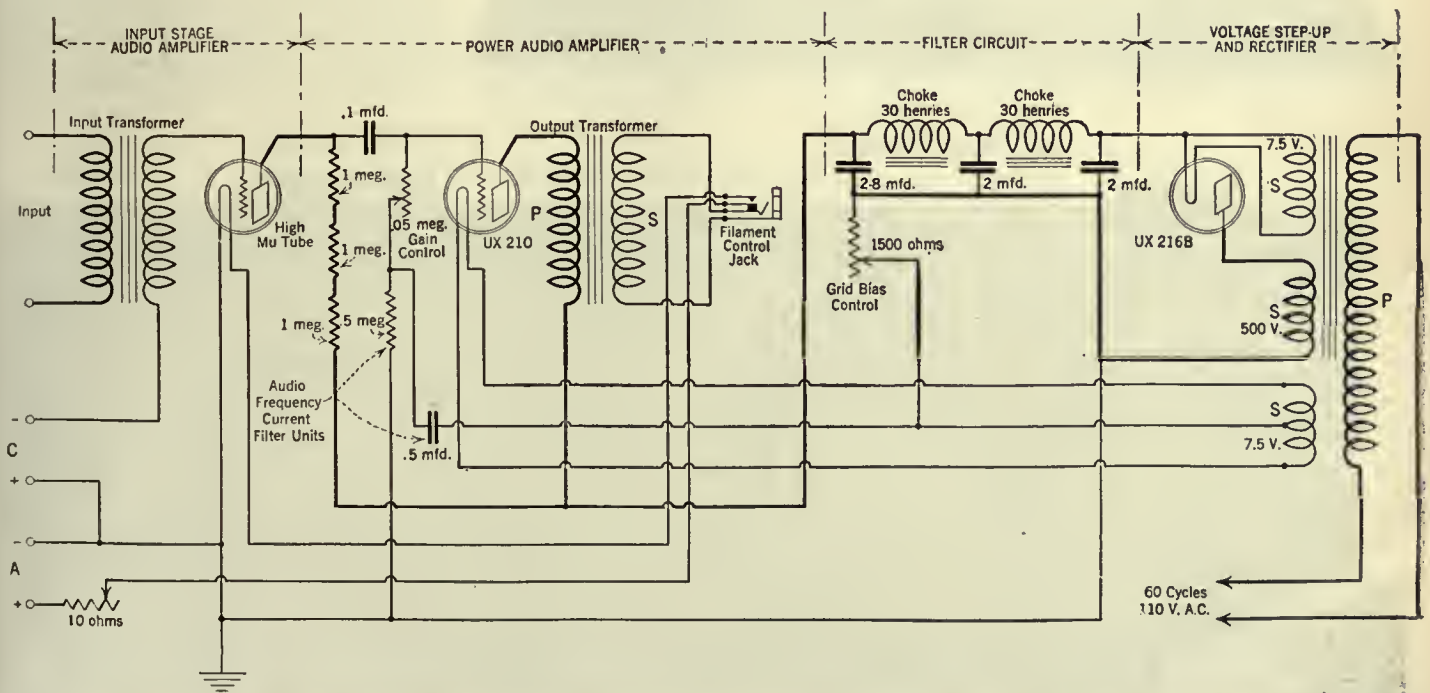 INPUT STAGE
AUDIO AMPLIFIER
POWER AUDIO AMPLIFIER
FILTER CIRCUIT
VOLTAGE STEP-UP
AND RECTIFIER
Input Transformer
.1 mfd.
Output Transformer
Choke
30 henries
Choke
30 henries
7.5 V.
S
1 meg.
2-8 mfd.
2 mfd.
2 mfd.
Input
High
Mu Tube
.05 meg.
Gain
Control
UX 210
P
S
Filament
Control
Jack
1500 ohms
UX 216B
1 meg.
Grid Bias
Control
S
500 V.
P
1 meg.
.5 meg.
Audio
Frequency
Current
Filter Units
.5 mfd.
S
7.5 V.
-
C
+
-
A
+
10 ohms
60 Cycles
110 V. A.C.